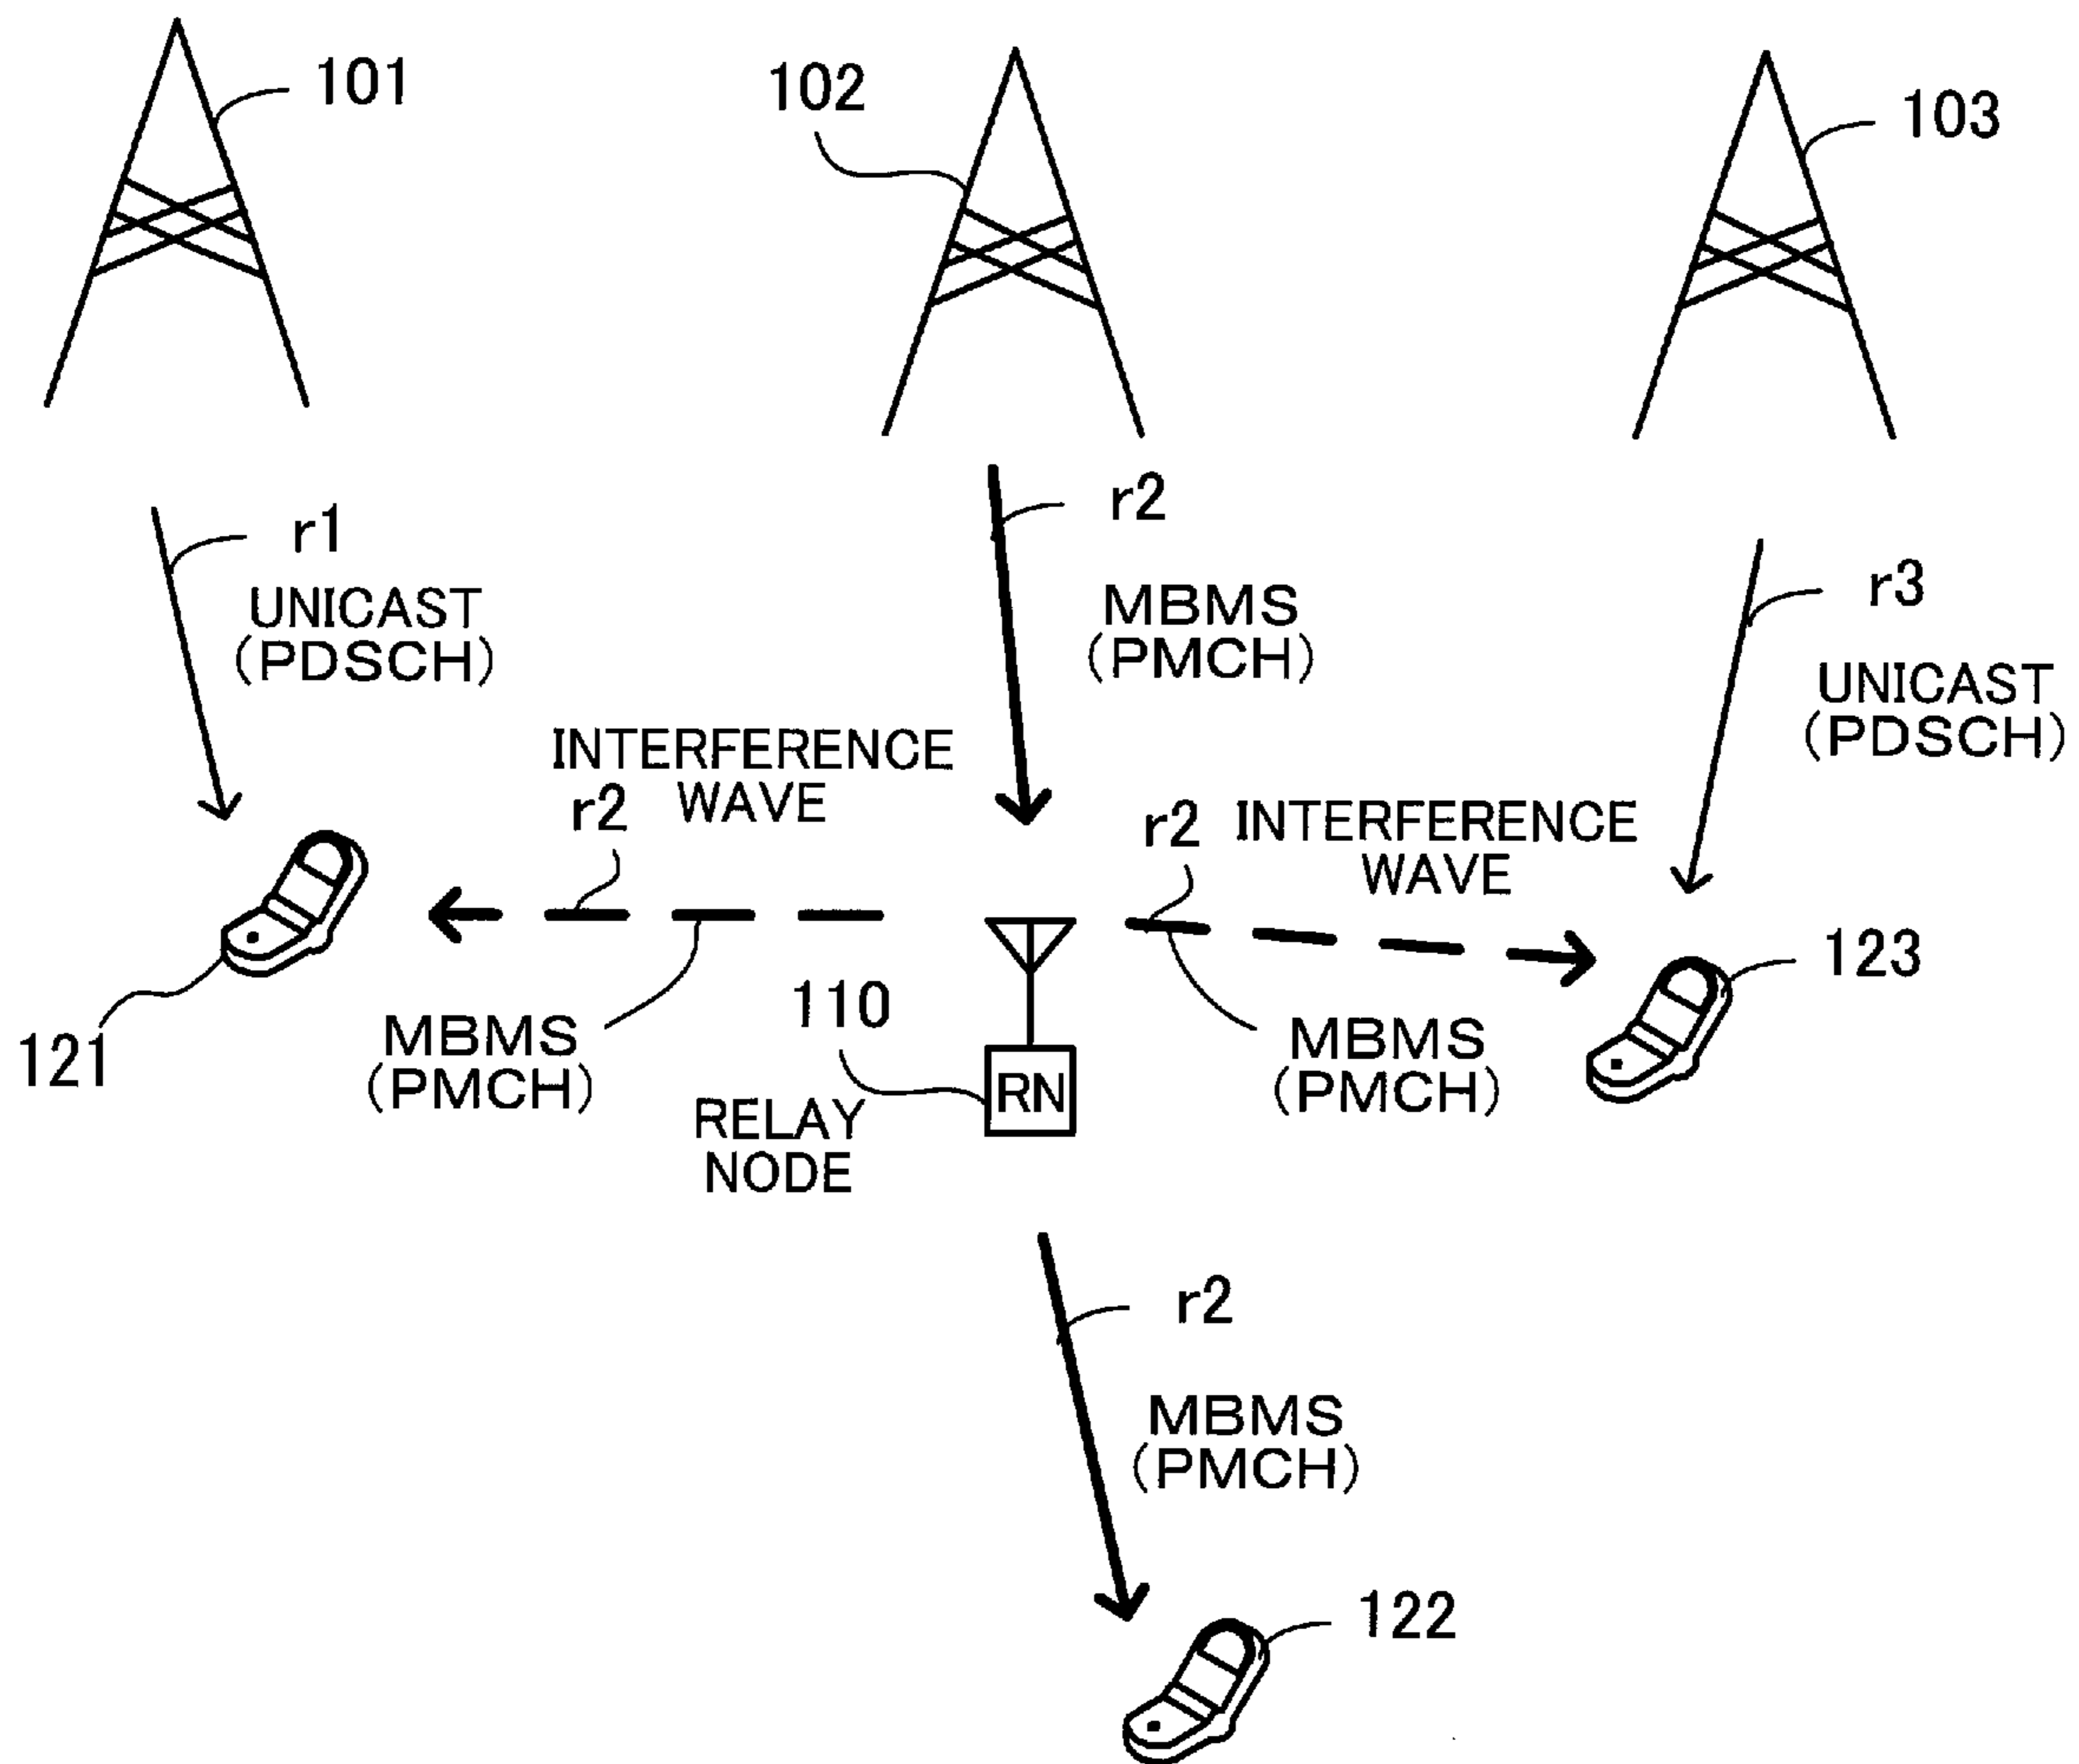 101
102
103
r1
UNICAST
(PDSCH)
r2
MBMS
(PMCH)
r3
UNICAST
(PDSCH)
INTERFERENCE
WAVE
r2
r2
INTERFERENCE
WAVE
121
MBMS
(PMCH)
110
RELAY
NODE
RN
MBMS
(PMCH)
123
r2
MBMS
(PMCH)
122